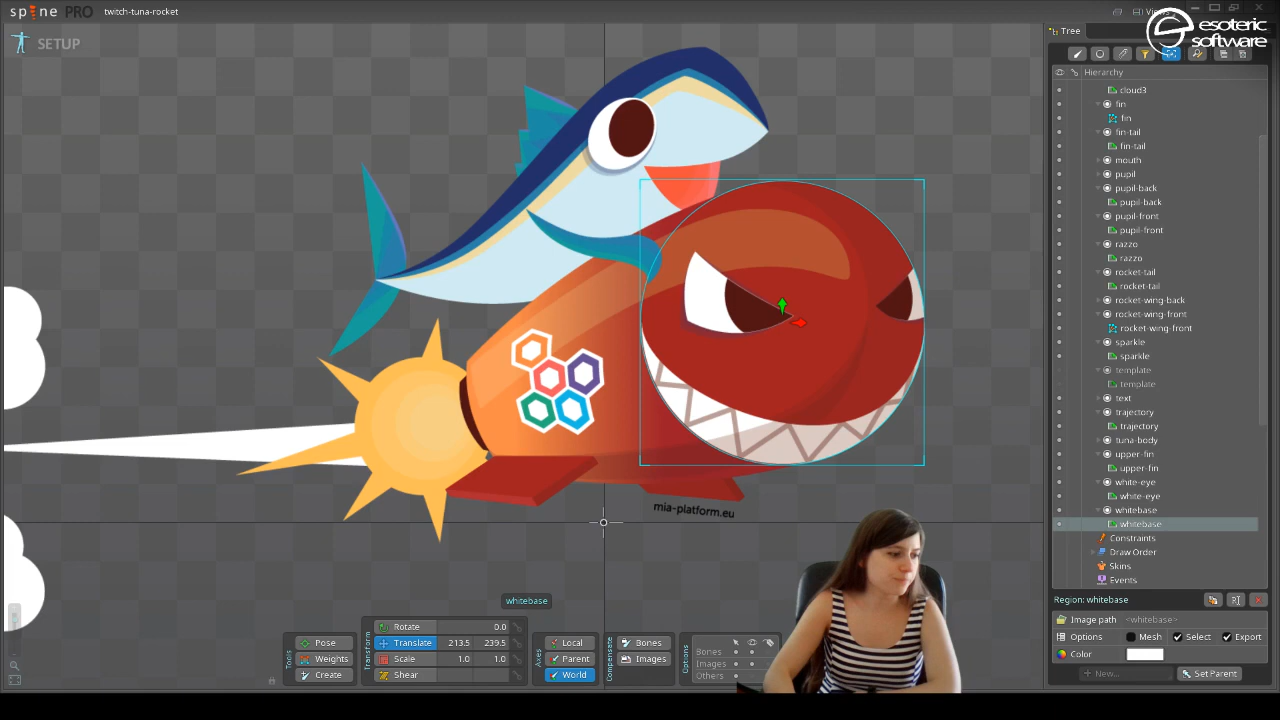 spine PRO
twitch-tuna-rocket
Views
esoteric
software
SETUP
Tree
Hierarchy
cloud3
fin
fin
fin-tail
fin-tail
mouth
pupil
pupil-back
pupil-back
pupil-front
pupil-front
razzo
razzo
rocket-tail
rocket-tail
rocket-wing-back
rocket-wing-front
rocket-wing-front
sparkle
sparkle
template
template
text
trajectory
trajectory
tuna-body
upper-fin
upper-fin
white-eye
white-eye
whitebase
whitebase
Constraints
Draw Order
Skins
Events
mia-platform.eu
whitebase
Tools
Pose
Weights
Create
Transform
Rotate 0.0
Translate 213.5 239.5
Scale 1.0 1.0
Shear
Axes
Local
Parent
World
Compensate
Bones
Images
Options
Bones
Images
Others
Region: whitebase
Image path <whitebase>
Options Mesh Select Export
Color
New...
Set Parent